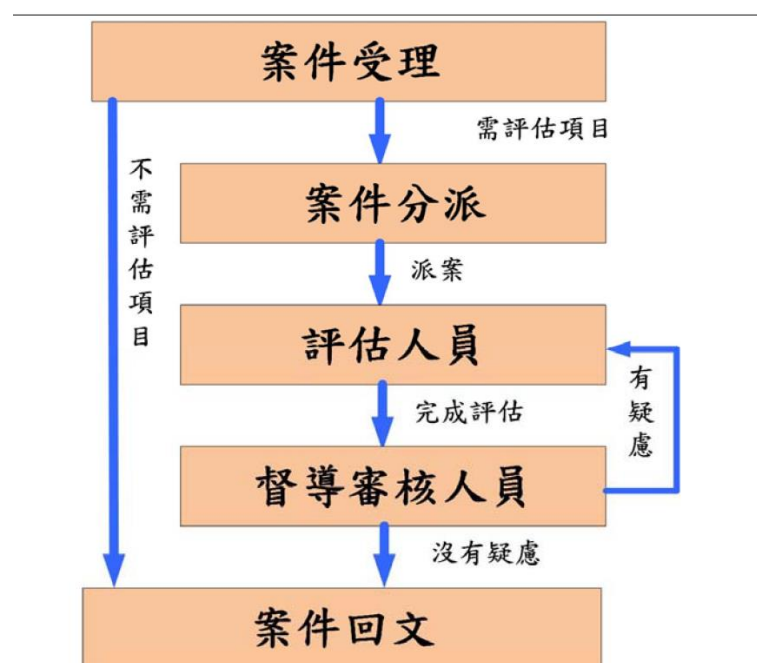 案件受理
需評估項目
不需評估項目
案件分派
派案
評估人員
有疑慮
完成評估
督導審核人員
沒有疑慮
案件回文